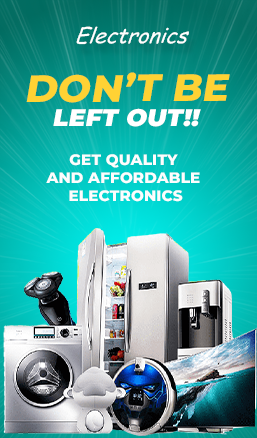 Electronics
DON'T BE
LEFT OUT!!
GET QUALITY
AND AFFORDABLE
ELECTRONICS